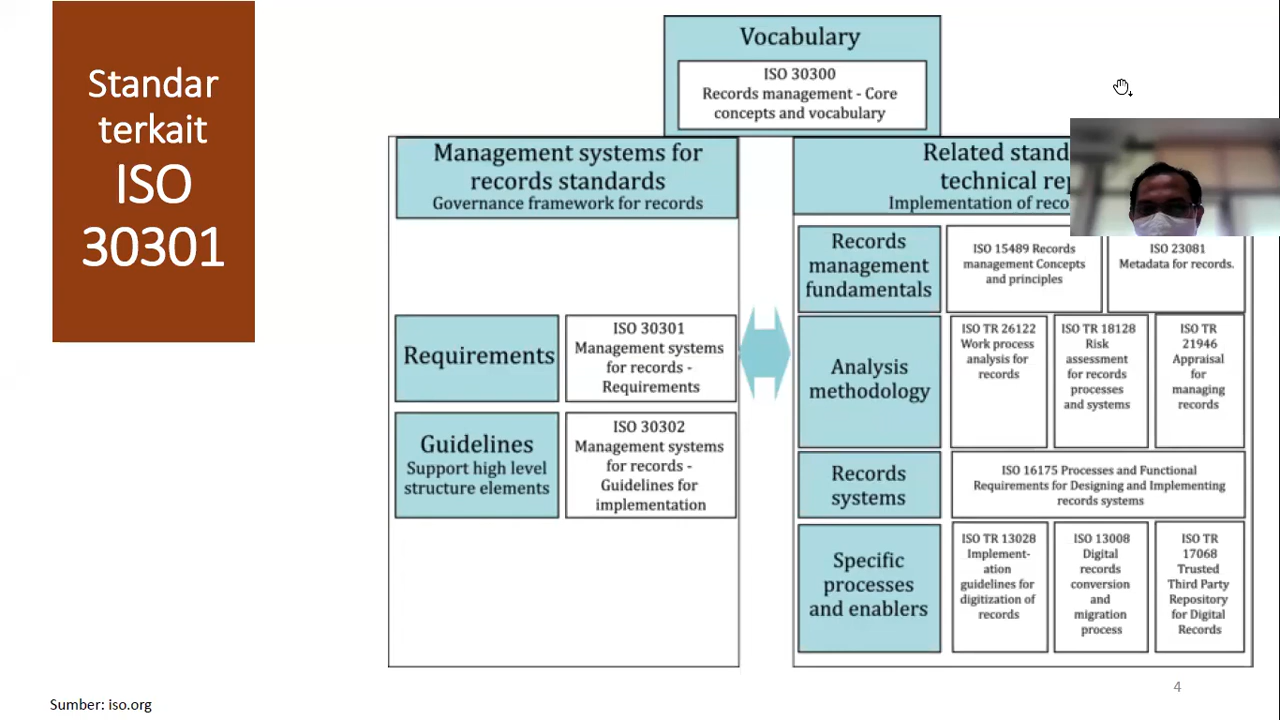 Standar
terkait
ISO
30301
Vocabulary
ISO 30300
Records management - Core
concepts and vocabulary
Management systems for
records standards
Governance framework for records
Requirements
ISO 30301
Management systems
for records -
Requirements
Guidelines
Support high level
structure elements
ISO 30302
Management systems
for records -
Guidelines for
implementation
Related
technical
Implementation of
Records
management
fundamentals
ISO 15489 Records
management Concepts
and principles
ISO 23081
Metadata for records.
Analysis
methodology
ISO TR 26122
Work process
analysis for
records
ISO TR 18128
Risk
assessment
for records
processes
and systems
ISO TR
21946
Appraisal
for
managing
records
Records
systems
ISO 16175 Processes and Functional
Requirements for Designing and Implementing
records systems
Specific
processes
and enablers
ISO TR 13028
Implement-
ation
guidelines for
digitization of
records
ISO 13008
Digital
records
conversion
and
migration
process
ISO TR
17068
Trusted
Third Party
Repository
for Digital
Records
4
Sumber: iso.org